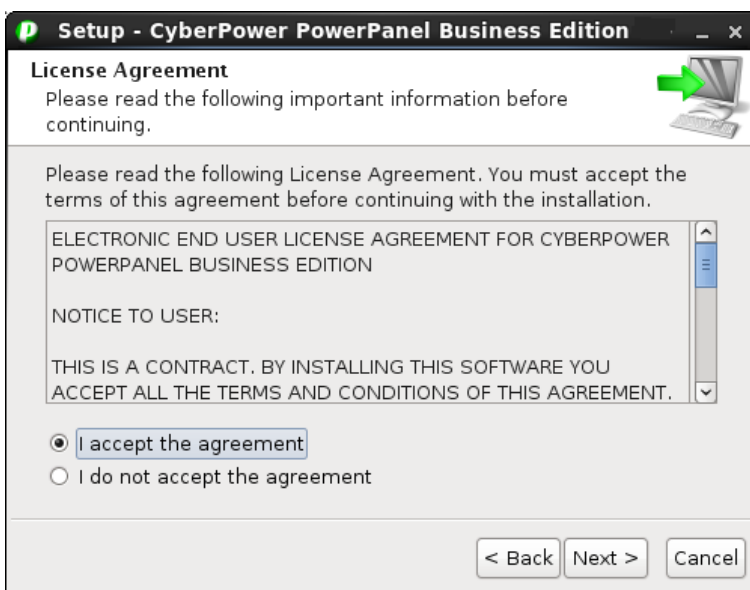 Setup - CyberPower PowerPanel Business Edition
License Agreement
Please read the following important information before
continuing.
Please read the following License Agreement. You must accept the
terms of this agreement before continuing with the installation.
ELECTRONIC END USER LICENSE AGREEMENT FOR CYBERPOWER
POWERPANEL BUSINESS EDITION
NOTICE TO USER:
THIS IS A CONTRACT. BY INSTALLING THIS SOFTWARE YOU
ACCEPT ALL THE TERMS AND CONDITIONS OF THIS AGREEMENT.
I accept the agreement
I do not accept the agreement
< Back Next > Cancel